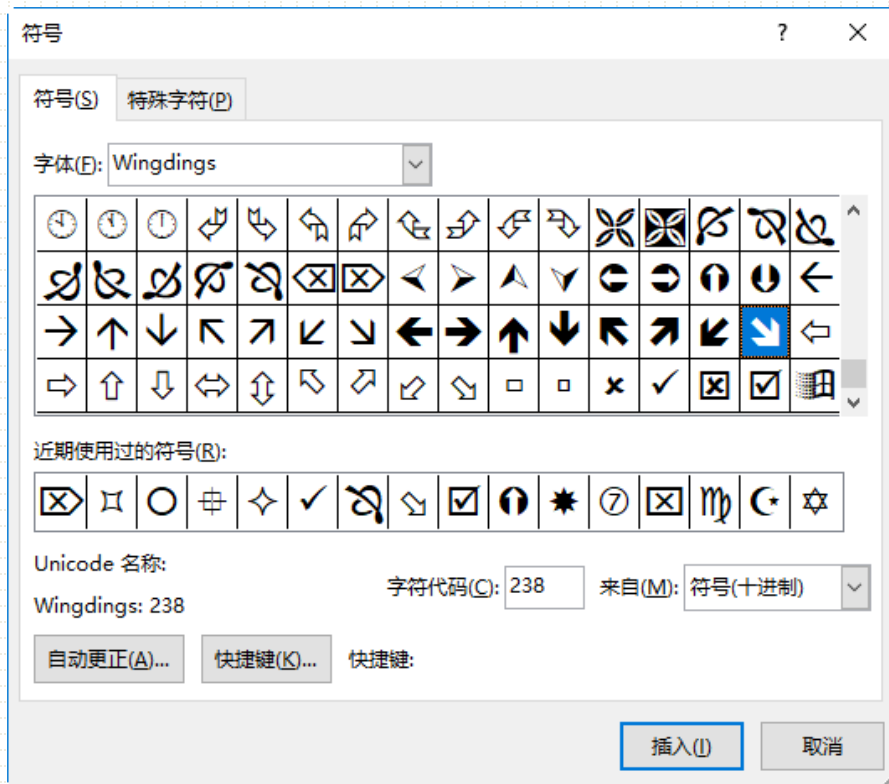 符号 ?
符号(S) 特殊字符(P)
字体(F): Wingdings
近期使用过的符号(R):
Unicode 名称:
字符代码(C): 238 来自(M): 符号(十进制)
Wingdings: 238
自动更正(A)... 快捷键(K)... 快捷键:
插入(I) 取消